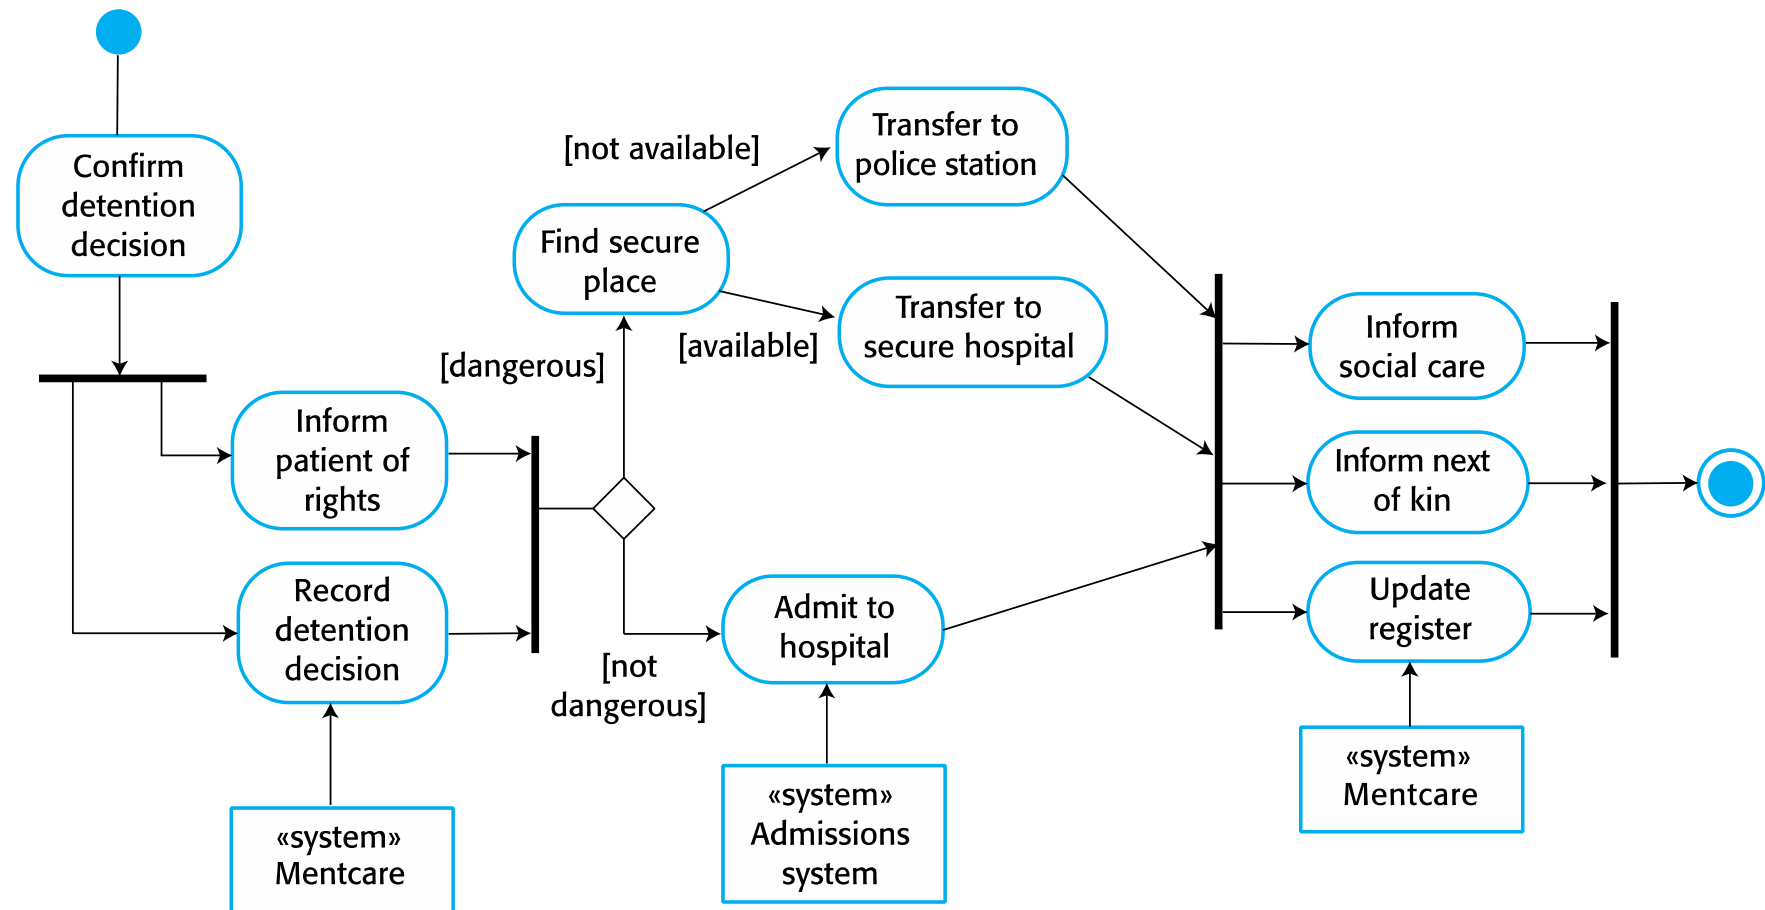 Confirm
detention
decision
Inform
patient of
rights
Record
detention
decision
«system»
Mentcare
[dangerous]
[not
dangerous]
Find secure
place
[not available]
[available]
Transfer to
police station
Transfer to
secure hospital
Admit to
hospital
«system»
Admissions
system
Inform
social care
Inform next
of kin
Update
register
«system»
Mentcare